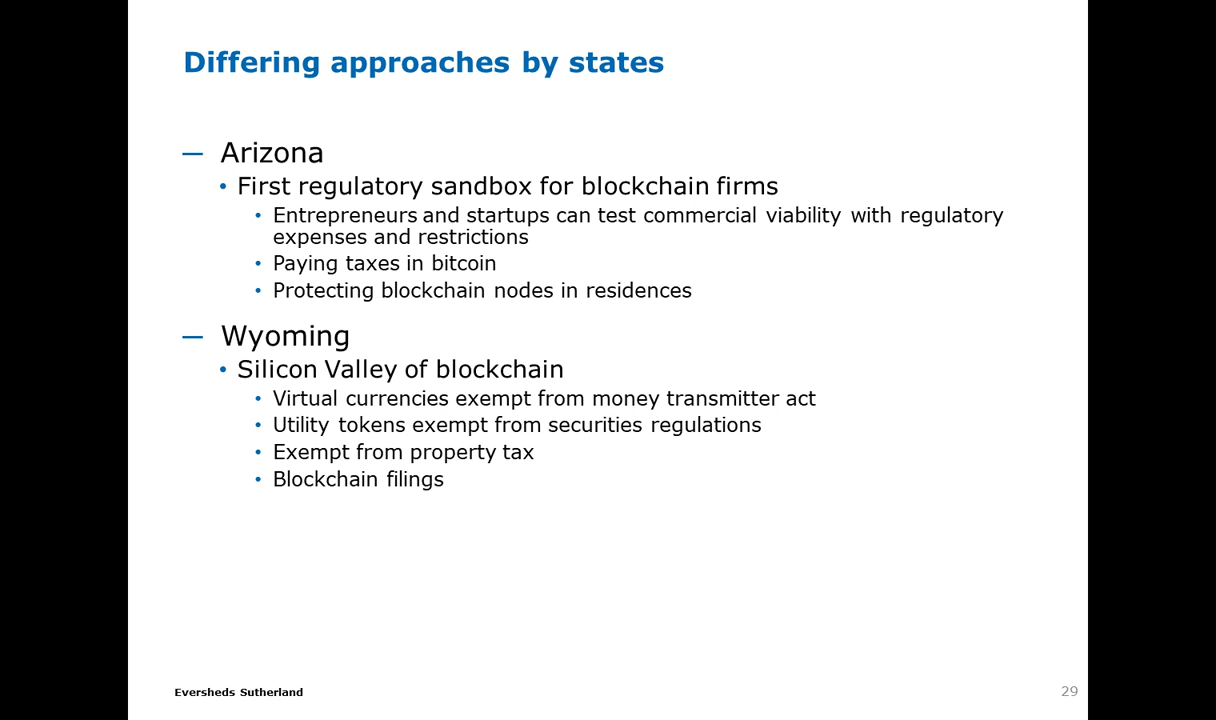 Differing approaches by states
— Arizona
• First regulatory sandbox for blockchain firms
• Entrepreneurs and startups can test commercial viability with regulatory
expenses and restrictions
• Paying taxes in bitcoin
• Protecting blockchain nodes in residences
— Wyoming
• Silicon Valley of blockchain
• Virtual currencies exempt from money transmitter act
• Utility tokens exempt from securities regulations
• Exempt from property tax
• Blockchain filings
Eversheds Sutherland
29